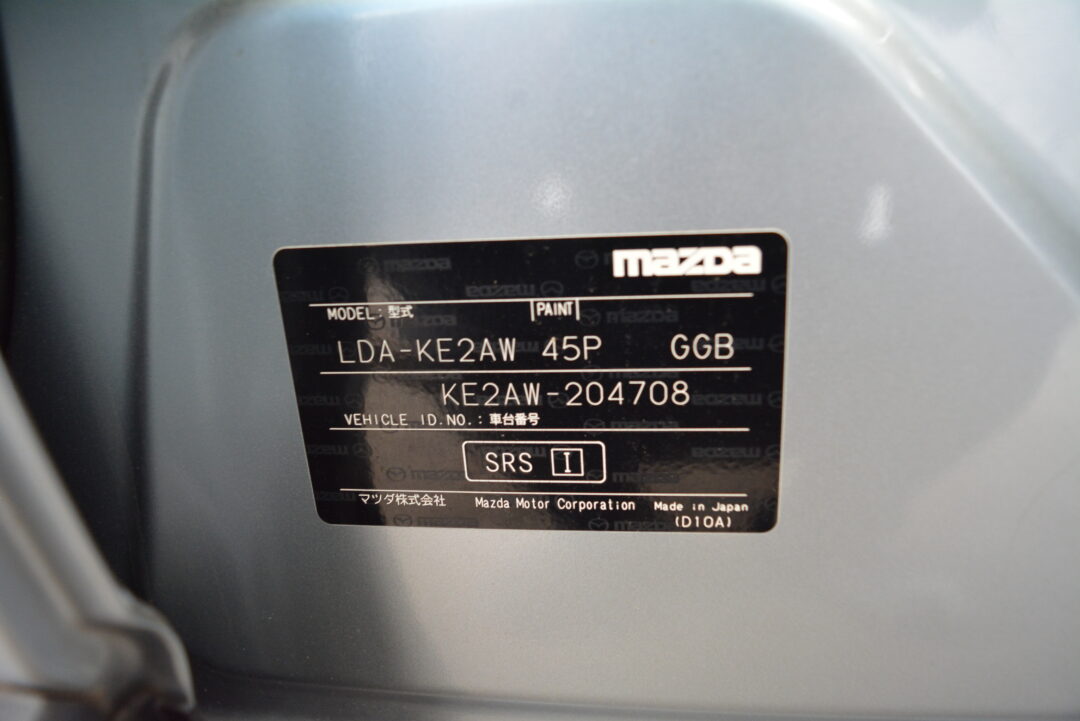 mazda
MODEL:型式 PAINT
LDA-KE2AW 45P GGB
KE2AW-204708
VEHICLE ID.NO.:車台番号
SRS I
マツダ株式会社 Mazda Motor Corporation Made in Japan
(D10A)